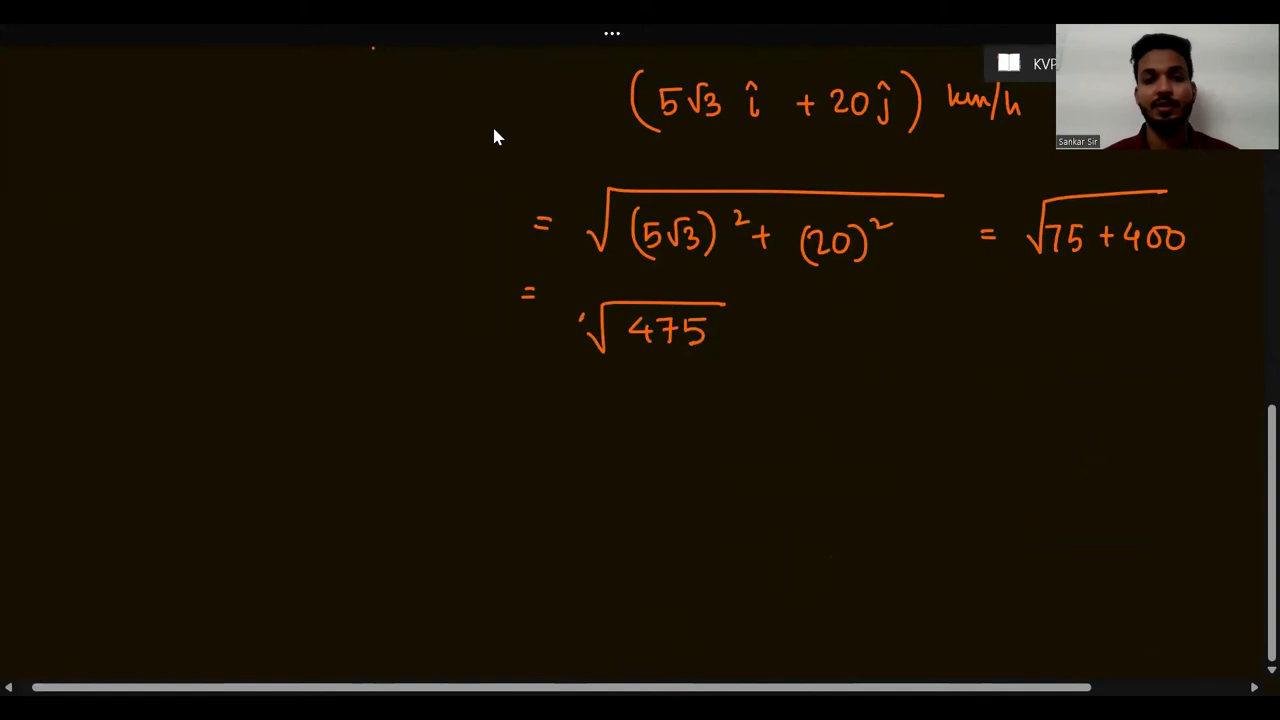 ...
KVP
(5√3 î + 20ĵ) km/h
Sankar Sir
= √((5√3)² + (20)²) = √(75 + 400)
= √475